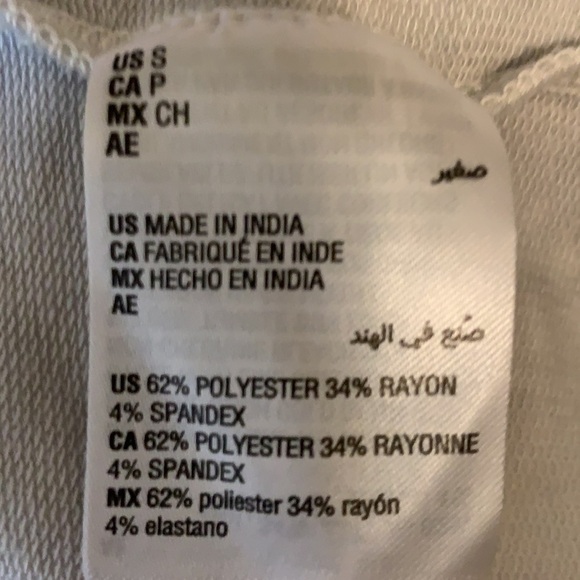 US S
CA P
MX CH
AE
صغير
US MADE IN INDIA
CA FABRIQUÉ EN INDE
MX HECHO EN INDIA
AE
صُنع في الهند
US 62% POLYESTER 34% RAYON
4% SPANDEX
CA 62% POLYESTER 34% RAYONNE
4% SPANDEX
MX 62% poliester 34% rayón
4% elastano